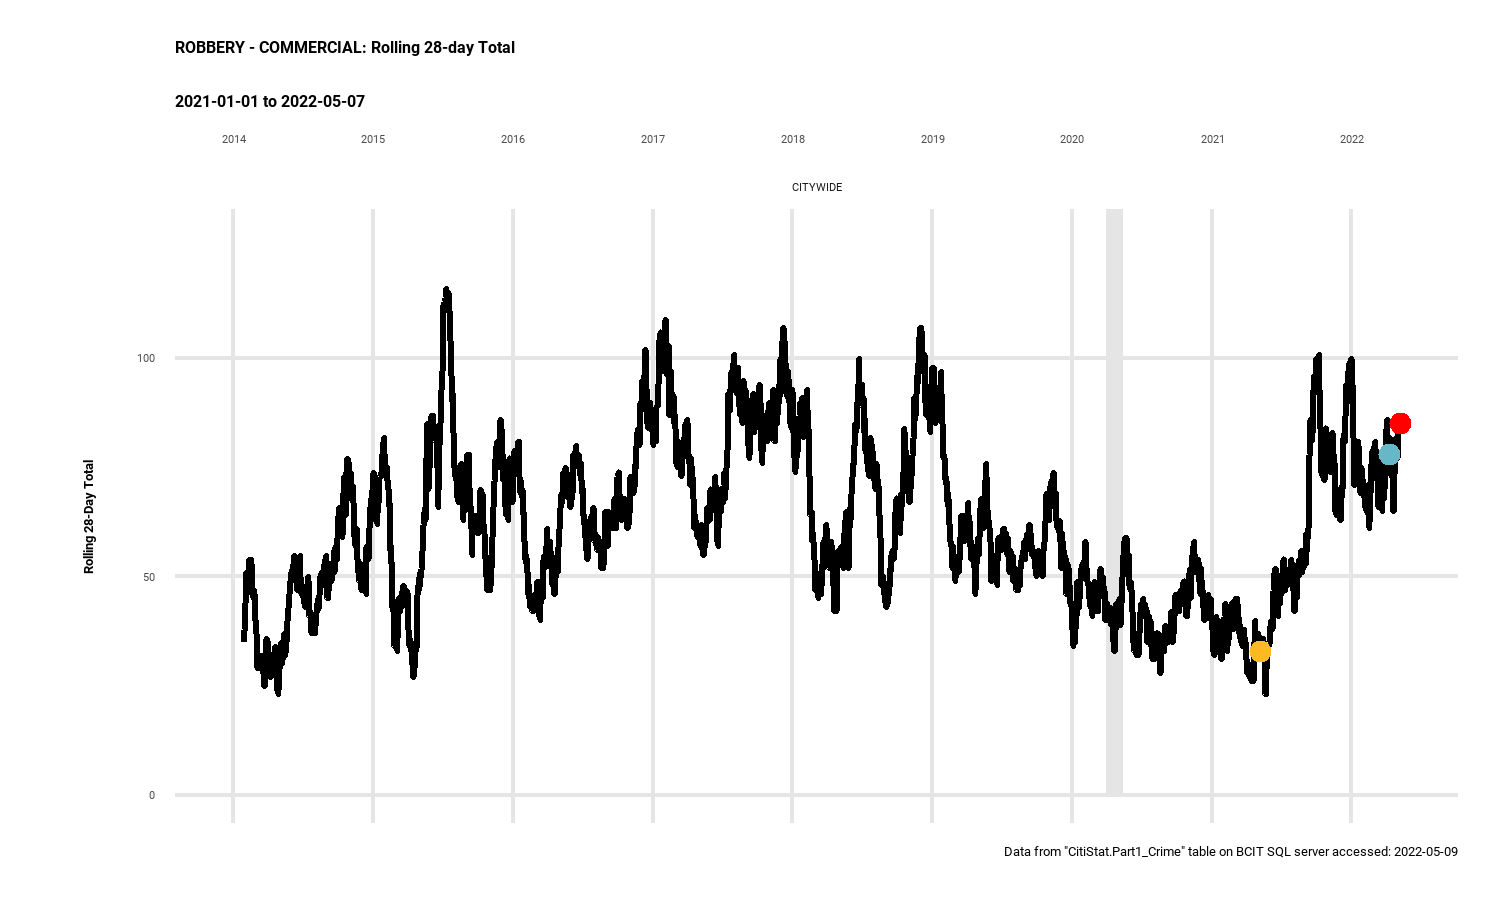 ROBBERY - COMMERCIAL: Rolling 28-day Total
2021-01-01 to 2022-05-07
2014 2015 2016 2017 2018 2019 2020 2021 2022
CITYWIDE
100
50
0
Rolling 28-Day Total
Data from "CitiStat.Part1_Crime" table on BCIT SQL server accessed: 2022-05-09